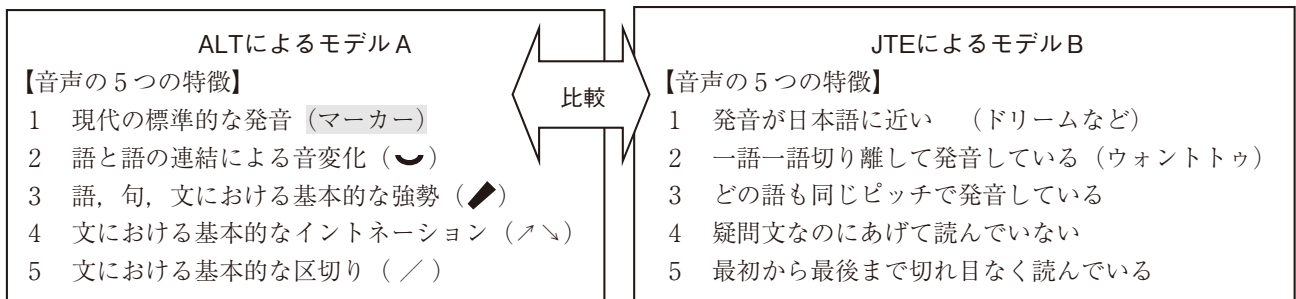 ALTによるモデルA
【音声の5つの特徴】
1 現代の標準的な発音（マーカー）
2 語と語の連結による音変化（ ）
3 語，句，文における基本的な強勢（ ）
4 文における基本的なイントネーション（↗↘）
5 文における基本的な区切り（ ／ ）
比較
JTEによるモデルB
【音声の5つの特徴】
1 発音が日本語に近い （ドリームなど）
2 一語一語切り離して発音している（ウォントトゥ）
3 どの語も同じピッチで発音している
4 疑問文なのにあげて読んでいない
5 最初から最後まで切れ目なく読んでいる